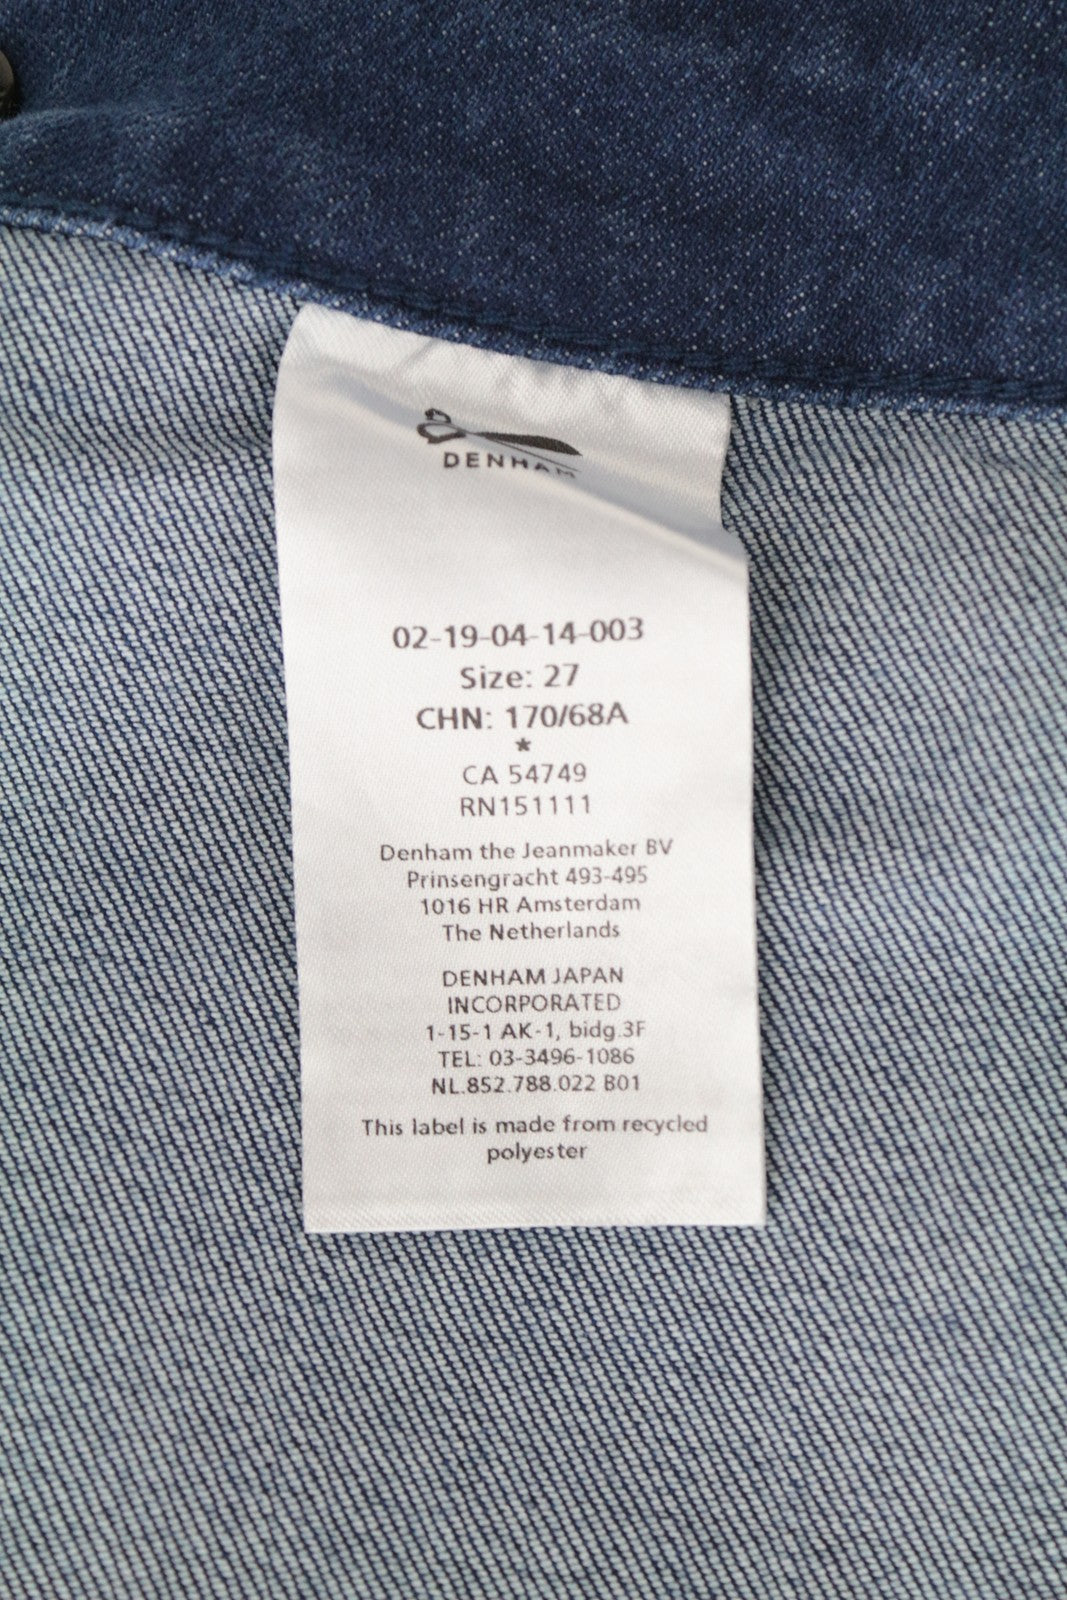 DENHAM
02-19-04-14-003
Size: 27
CHN: 170/68A
*
CA 54749
RN151111
Denham the Jeanmaker BV
Prinsengracht 493-495
1016 HR Amsterdam
The Netherlands
DENHAM JAPAN
INCORPORATED
1-15-1 AK-1, bidg.3F
TEL: 03-3496-1086
NL.852.788.022 B01
This label is made from recycled
polyester